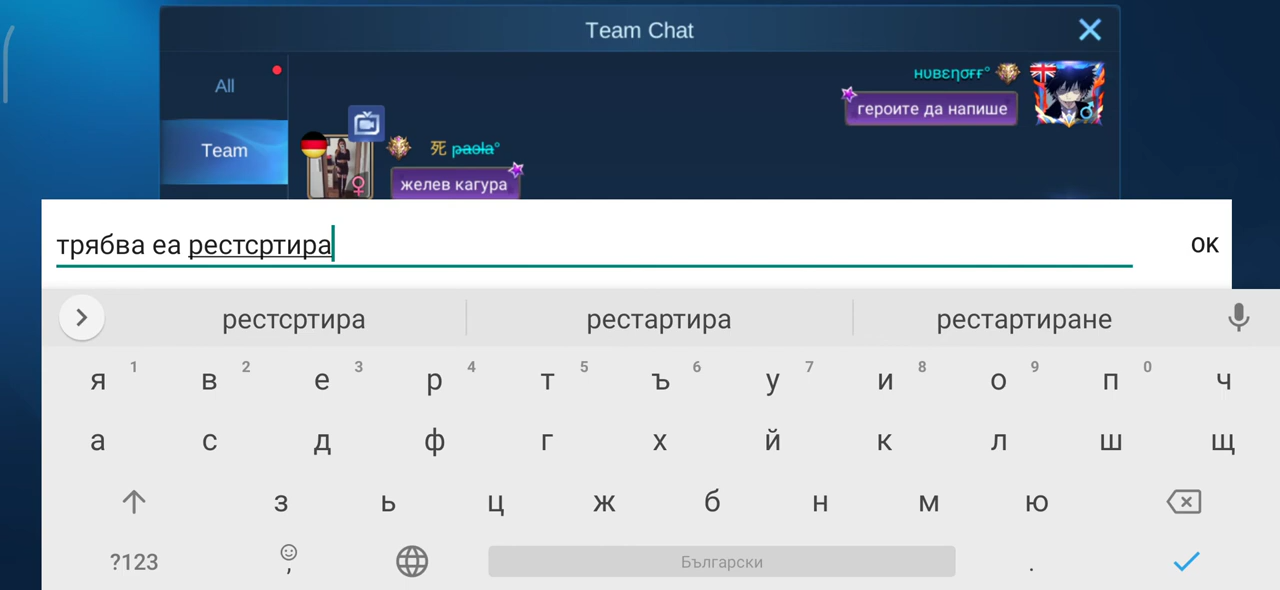 Team Chat
All
нυвεησғғ°
героите да напише
Team
死 paola°
желев кагура
трябва еа рестсртира
ОК
рестсртира
рестартира
рестартиране
я 1 в 2 е 3 р 4 т 5 ъ 6 у 7 и 8 о 9 п 0 ч
а с д ф г х й к л ш щ
з ь ц ж б н м ю
?123 , Български .